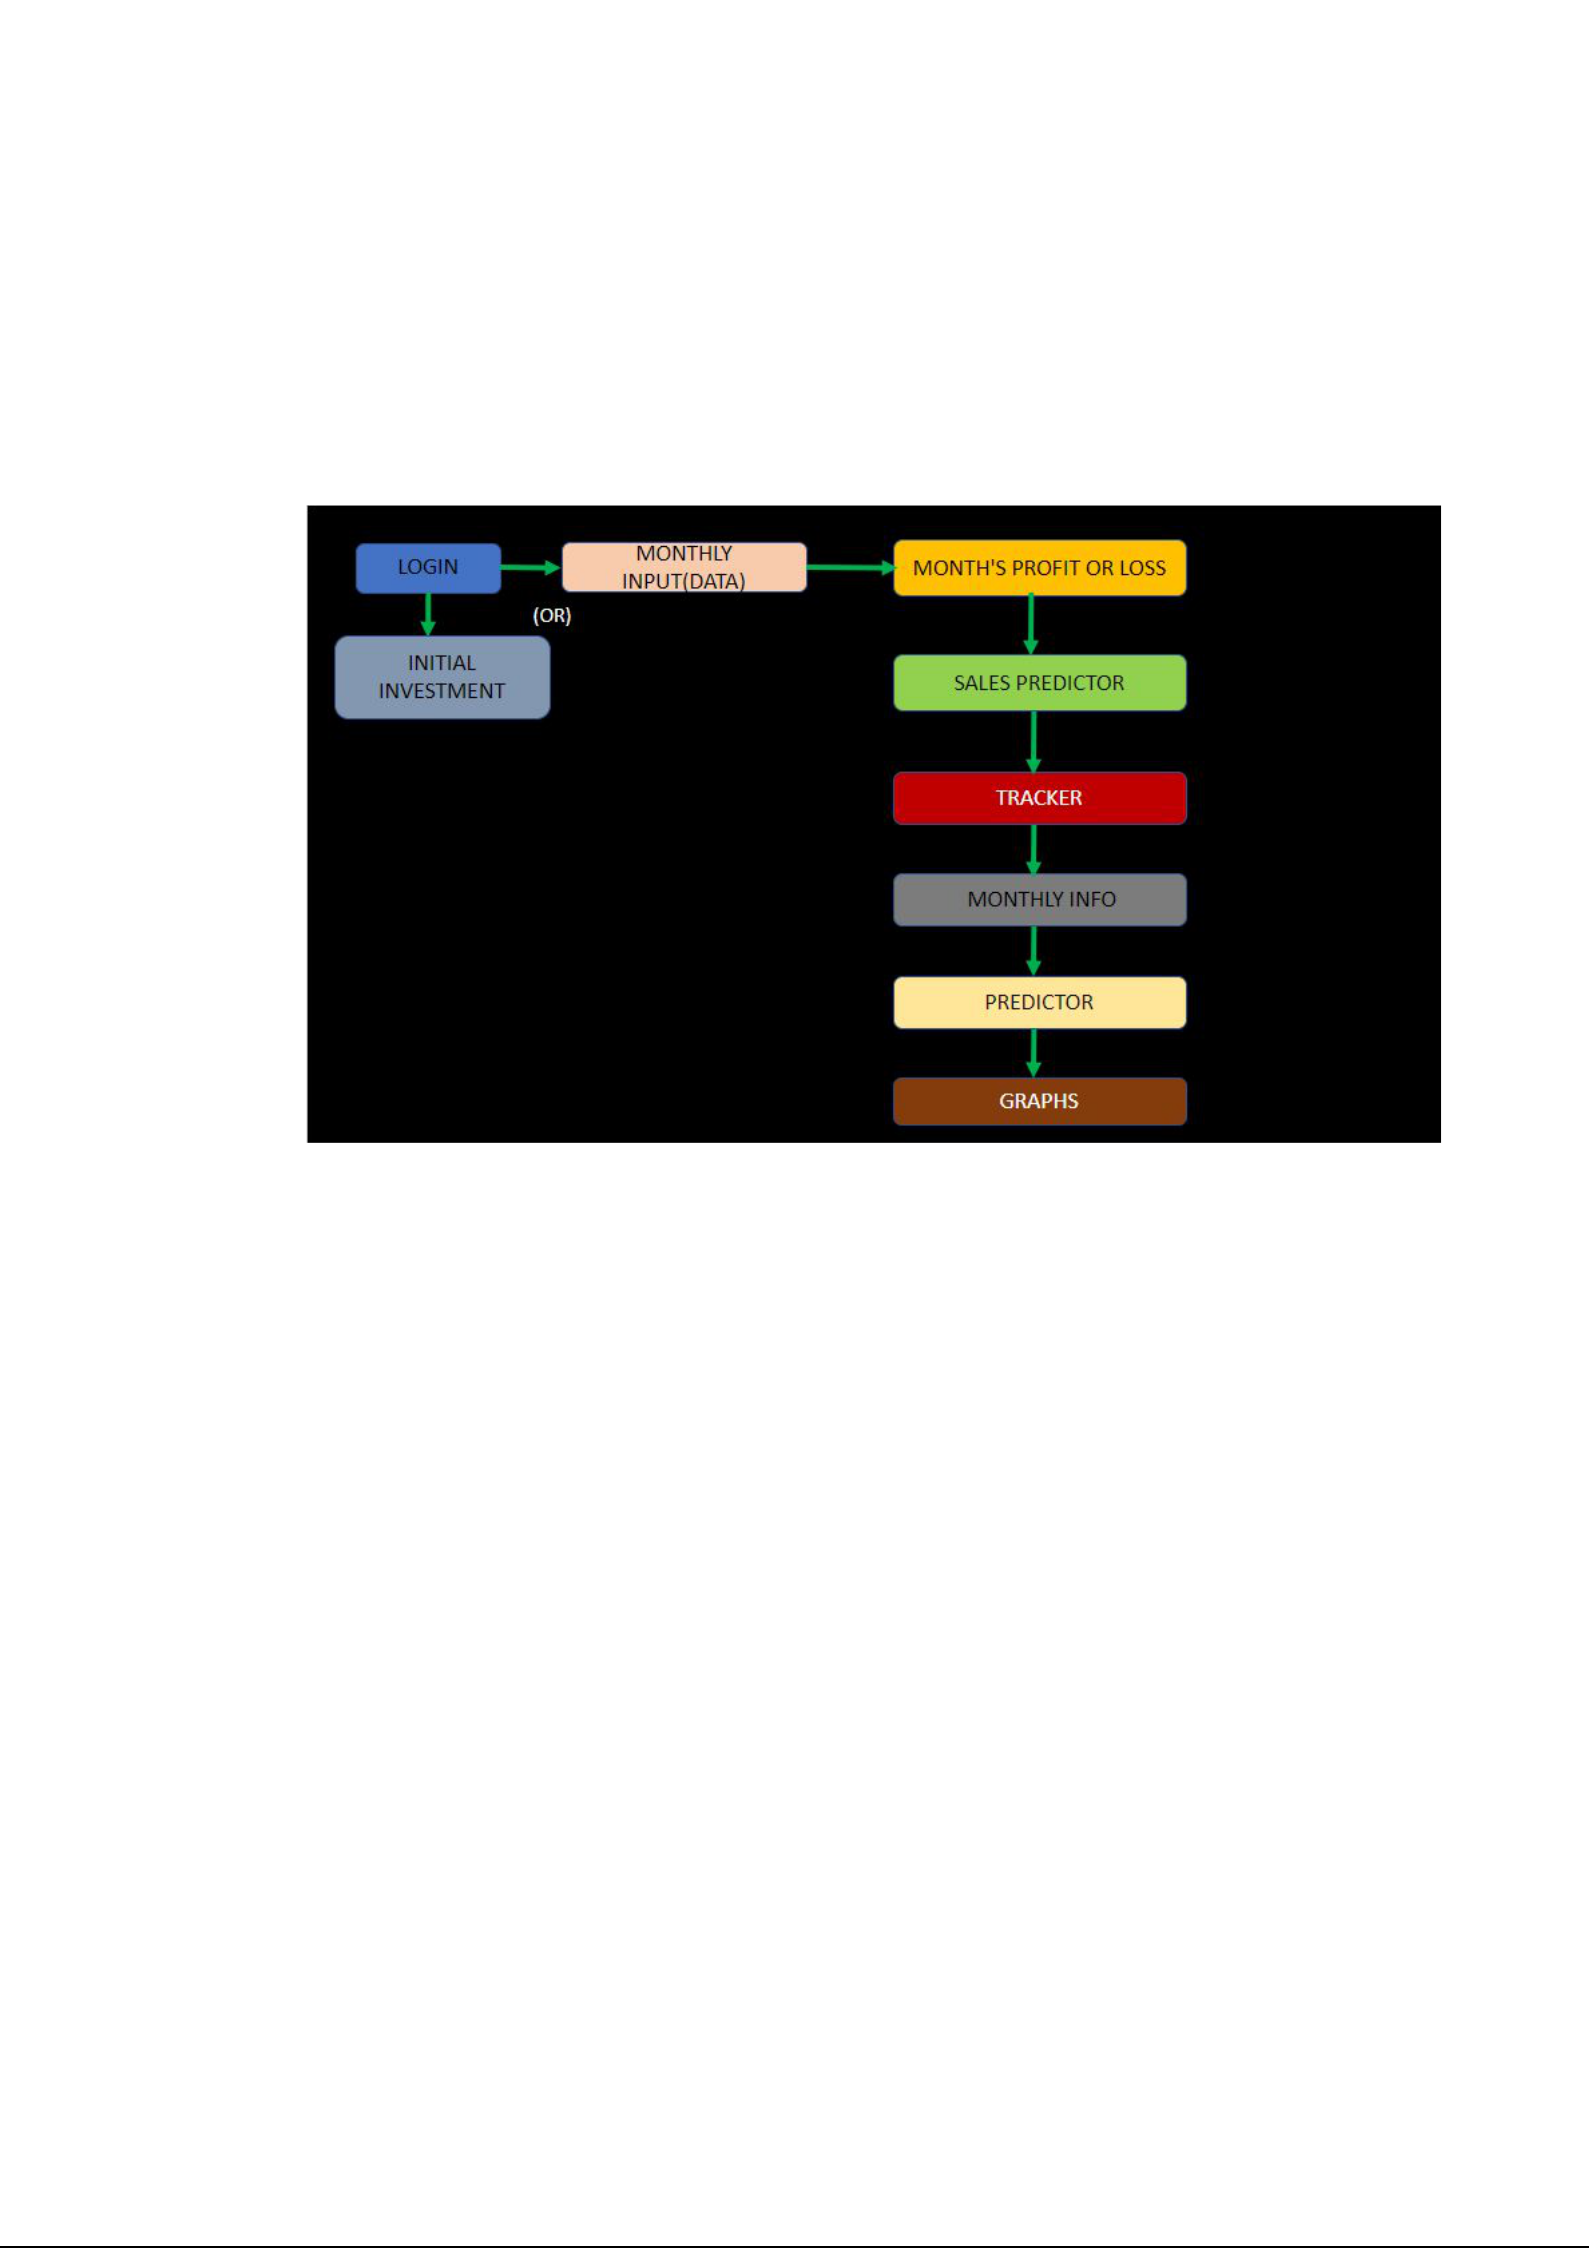 LOGIN
MONTHLY
INPUT(DATA)
MONTH'S PROFIT OR LOSS
(OR)
INITIAL
INVESTMENT
SALES PREDICTOR
TRACKER
MONTHLY INFO
PREDICTOR
GRAPHS